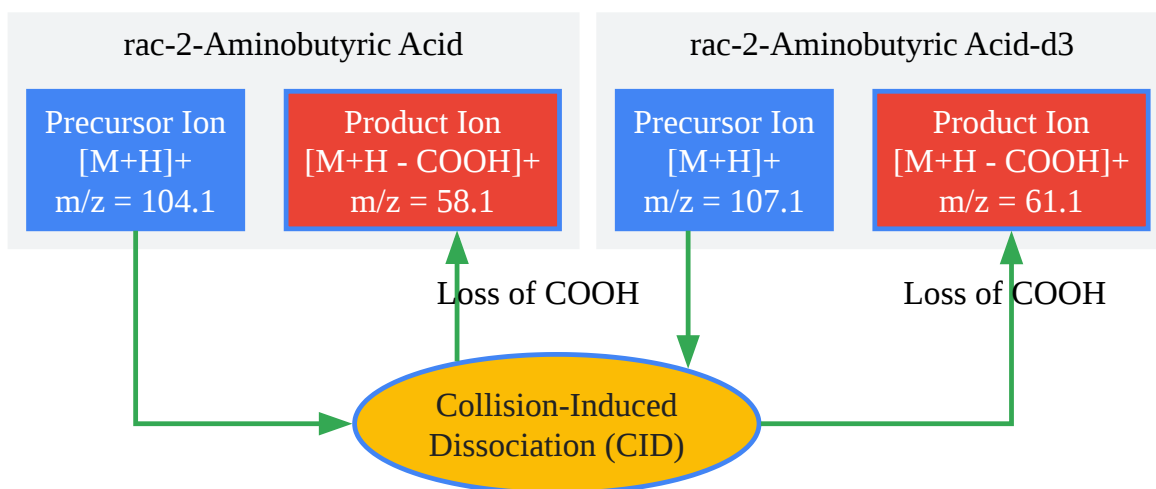 rac-2-Aminobutyric Acid
Precursor Ion
[M+H]+
m/z = 104.1
Product Ion
[M+H - COOH]+
m/z = 58.1
rac-2-Aminobutyric Acid-d3
Precursor Ion
[M+H]+
m/z = 107.1
Product Ion
[M+H - COOH]+
m/z = 61.1
Loss of COOH
Loss of COOH
Collision-Induced
Dissociation (CID)